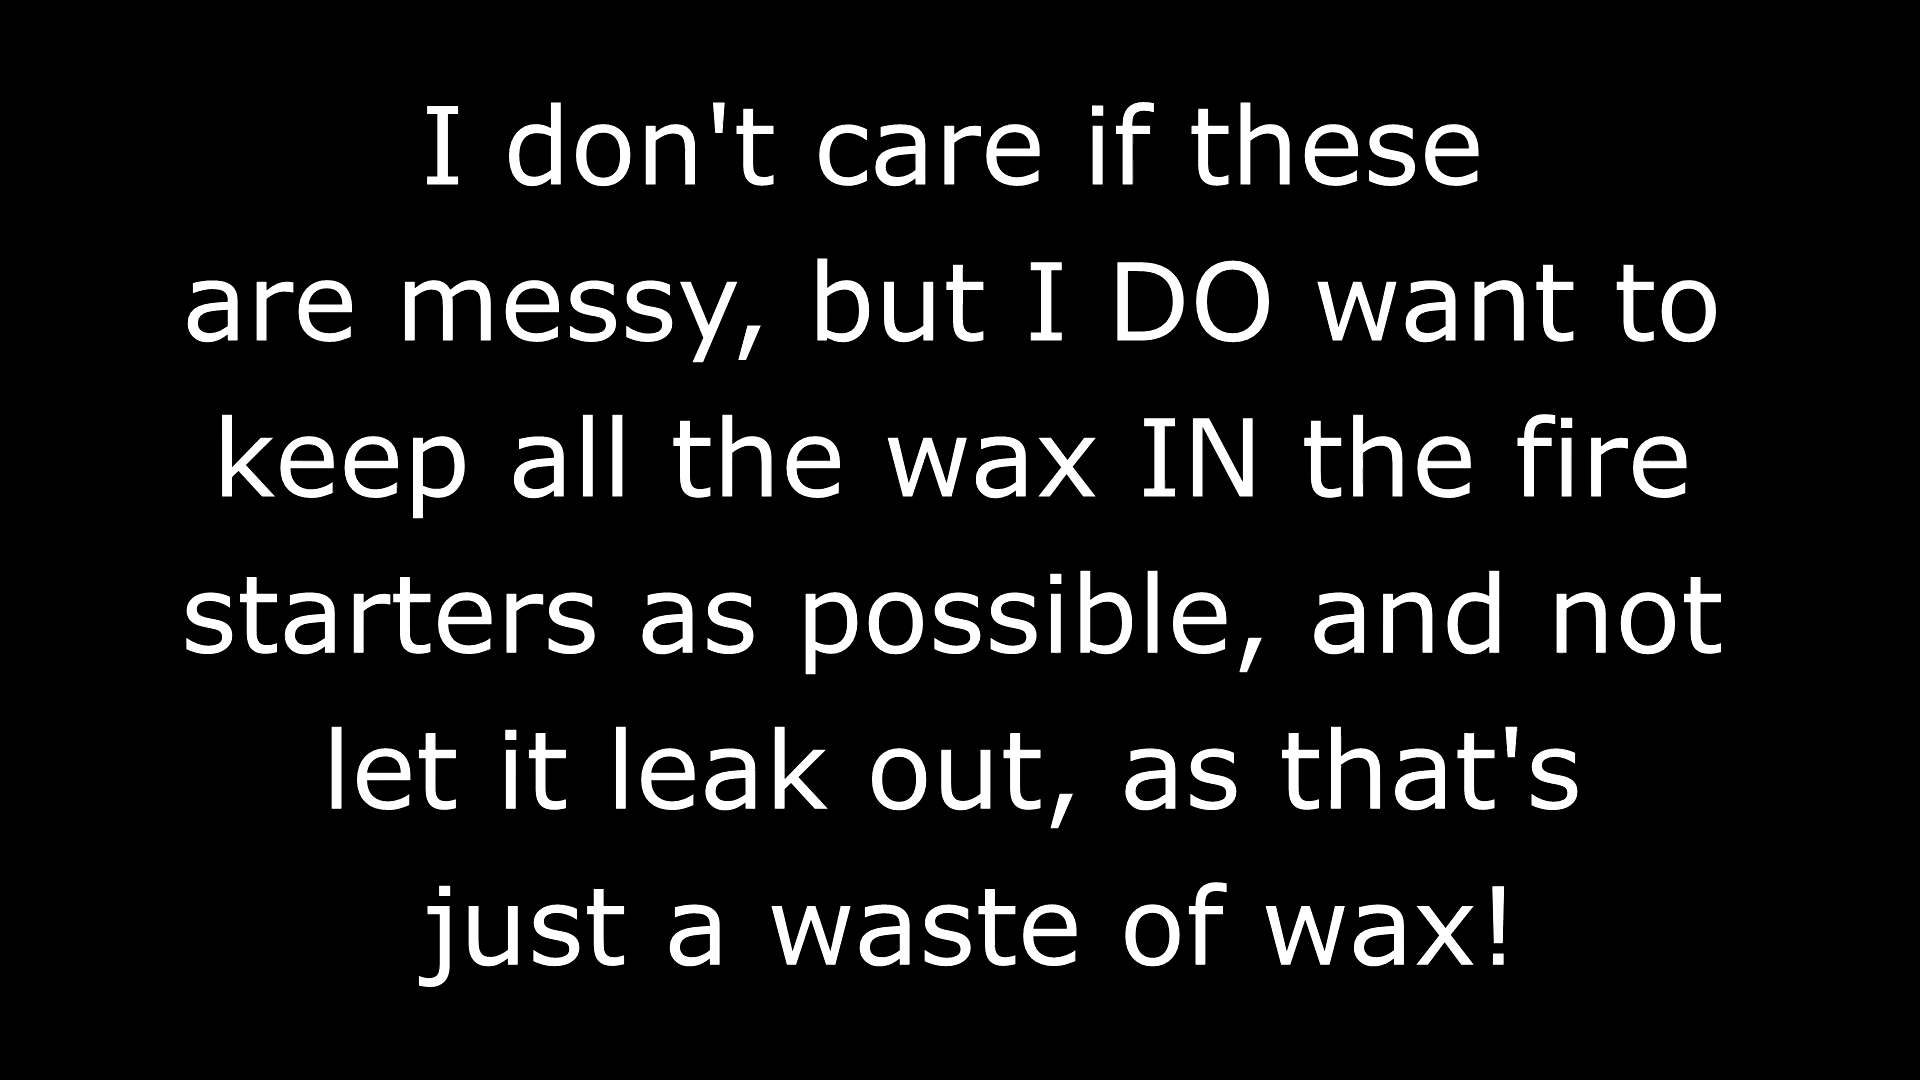 I don't care if these
are messy, but I DO want to
keep all the wax IN the fire
starters as possible, and not
let it leak out, as that's
just a waste of wax!